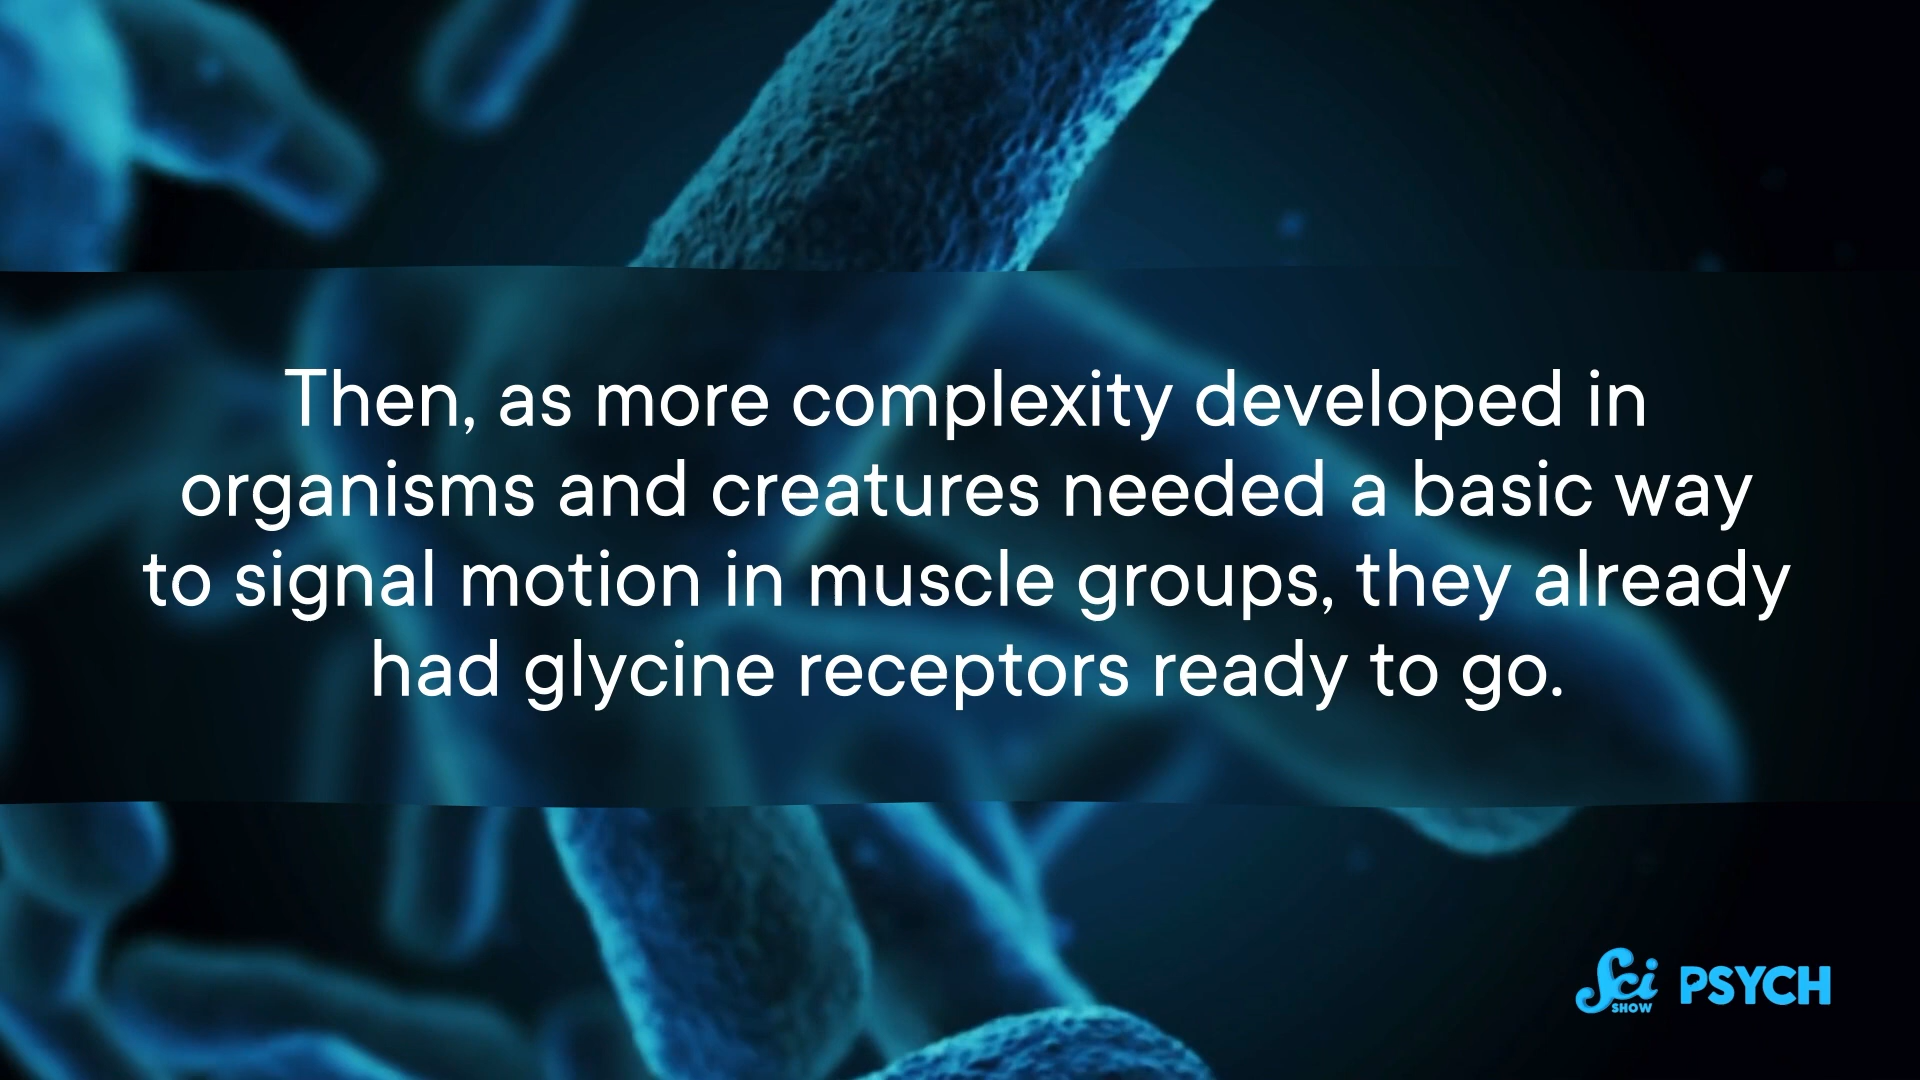 Then, as more complexity developed in
organisms and creatures needed a basic way
to signal motion in muscle groups, they already
had glycine receptors ready to go.
Sci SHOW PSYCH